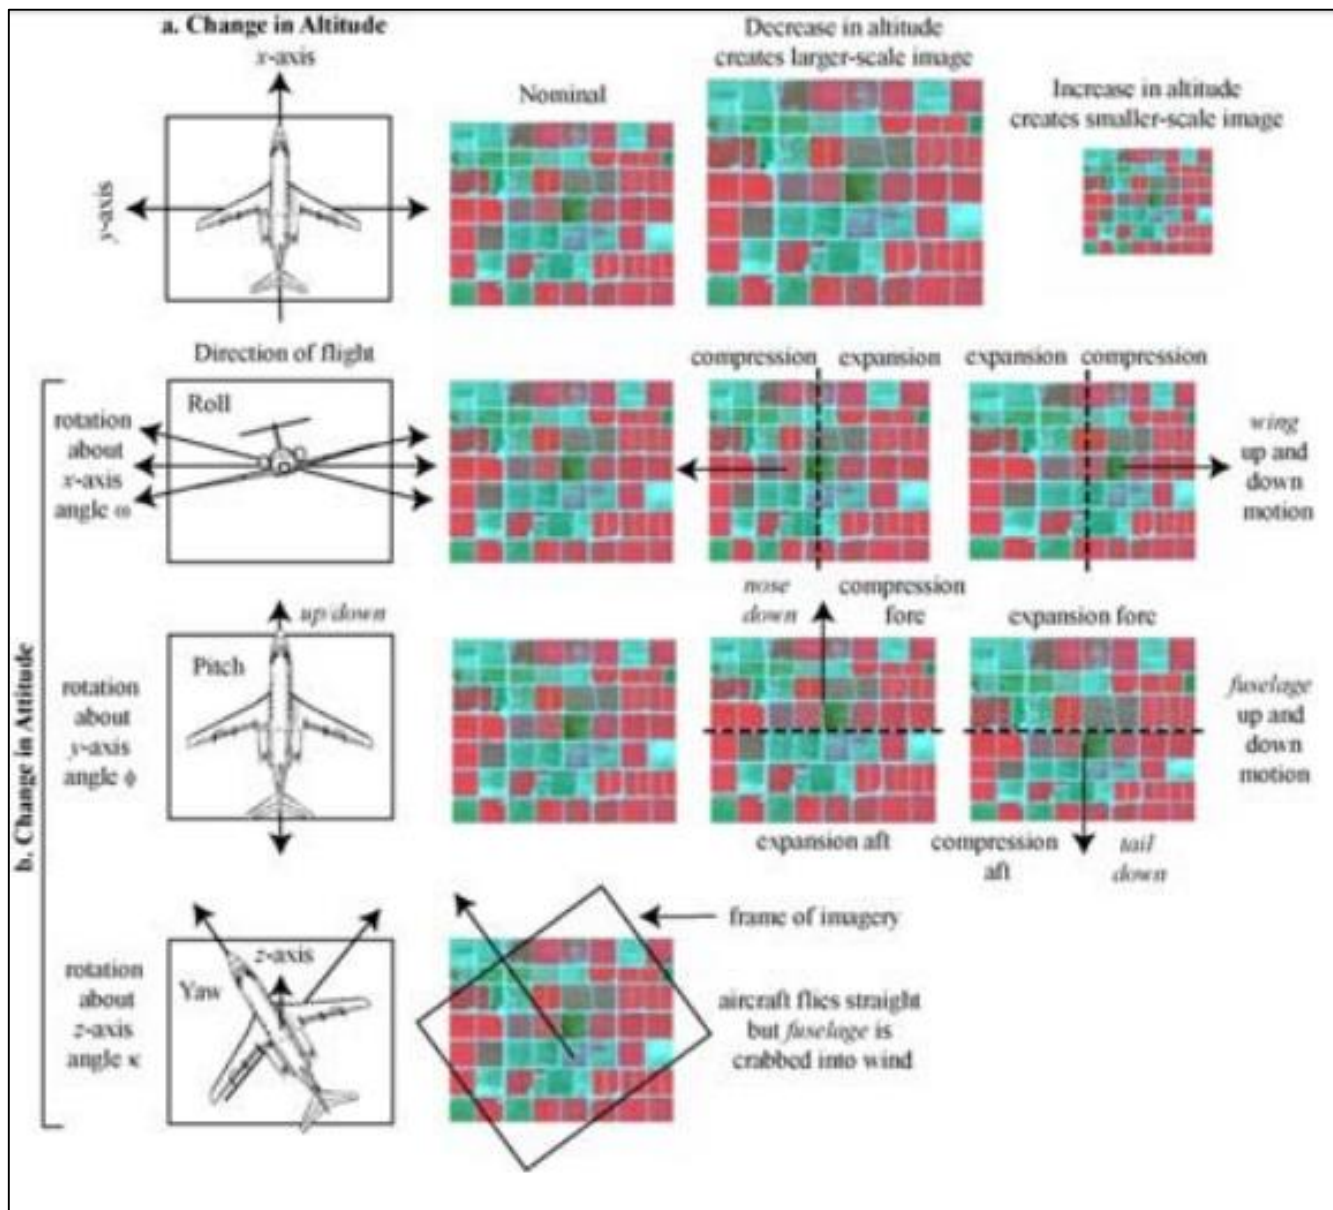 a. Change in Altitude
x-axis
y-axis
Nominal
Decrease in altitude
creates larger-scale image
Increase in altitude
creates smaller-scale image
Direction of flight
b. Change in Attitude
Roll
rotation
about
x-axis
angle ω
compression
expansion
expansion
compression
wing
up and
down
motion
Pitch
up/down
rotation
about
y-axis
angle ϕ
nose
down
compression
fore
expansion aft
expansion fore
compression
aft
tail
down
fuselage
up and
down
motion
Yaw
z-axis
rotation
about
z-axis
angle κ
frame of imagery
aircraft flies straight
but fuselage is
crabbed into wind